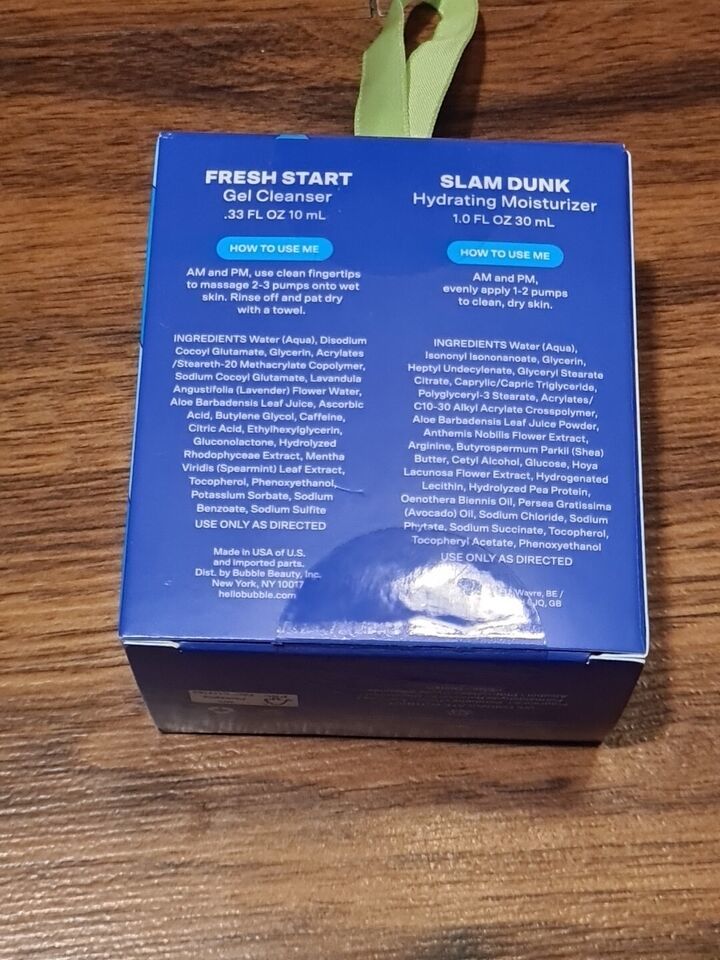 FRESH START
Gel Cleanser
.33 FL OZ 10 mL
HOW TO USE ME
AM and PM, use clean fingertips
to massage 2-3 pumps onto wet
skin. Rinse off and pat dry
with a towel.
INGREDIENTS Water (Aqua), Disodium
Cocoyl Glutamate, Glycerin, Acrylates
/Steareth-20 Methacrylate Copolymer,
Sodium Cocoyl Glutamate, Lavandula
Angustifolia (Lavender) Flower Water,
Aloe Barbadensis Leaf Juice, Ascorbic
Acid, Butylene Glycol, Caffeine,
Citric Acid, Ethylhexylglycerin,
Gluconolactone, Hydrolyzed
Rhodophyceae Extract, Mentha
Viridis (Spearmint) Leaf Extract,
Tocopherol, Phenoxyethanol,
Potassium Sorbate, Sodium
Benzoate, Sodium Sulfite
USE ONLY AS DIRECTED
Made in USA of U.S.
and imported parts.
Dist. by Bubble Beauty, Inc.
New York, NY 10017
hellobubble.com
SLAM DUNK
Hydrating Moisturizer
1.0 FL OZ 30 mL
HOW TO USE ME
AM and PM,
evenly apply 1-2 pumps
to clean, dry skin.
INGREDIENTS Water (Aqua),
Isononyl Isononanoate, Glycerin,
Heptyl Undecylenate, Glyceryl Stearate
Citrate, Caprylic/Capric Triglyceride,
Polyglyceryl-3 Stearate, Acrylates/
C10-30 Alkyl Acrylate Crosspolymer,
Aloe Barbadensis Leaf Juice Powder,
Anthemis Nobilis Flower Extract,
Arginine, Butyrospermum Parkii (Shea)
Butter, Cetyl Alcohol, Glucose, Hoya
Lacunosa Flower Extract, Hydrogenated
Lecithin, Hydrolyzed Pea Protein,
Oenothera Biennis Oil, Persea Gratissima
(Avocado) Oil, Sodium Chloride, Sodium
Phytate, Sodium Succinate, Tocopherol,
Tocopheryl Acetate, Phenoxyethanol
USE ONLY AS DIRECTED
Wavre, BE /
GB